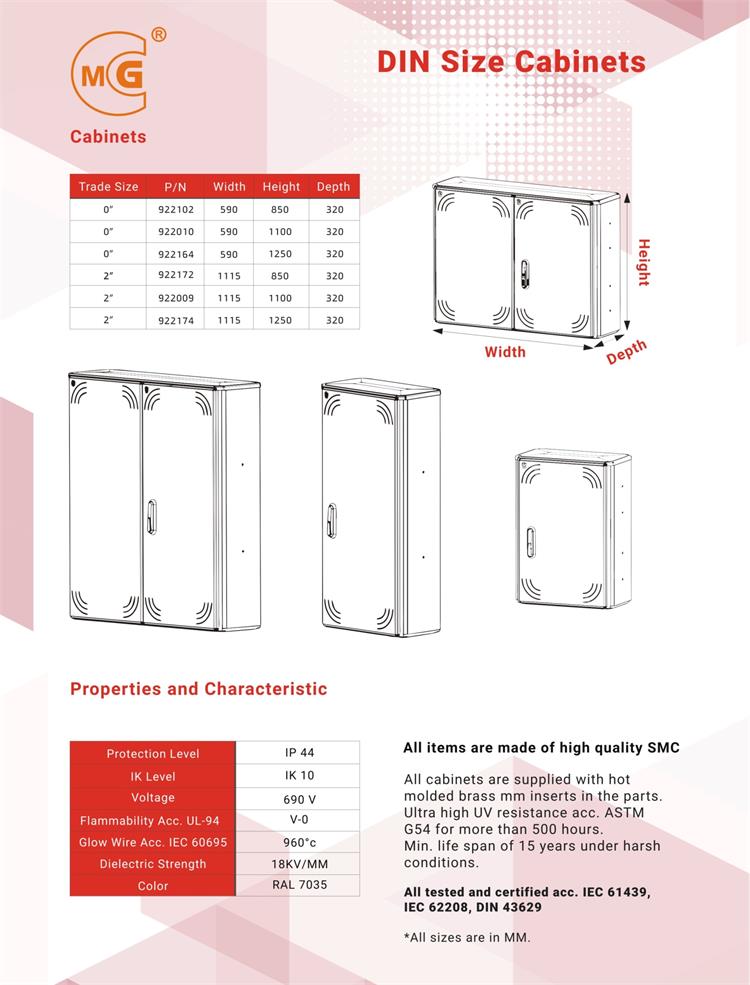 MCG ®
Cabinets
DIN Size Cabinets
Trade Size P/N Width Height Depth
0” 922102 590 850 320
0” 922010 590 1100 320
0” 922164 590 1250 320
2” 922172 1115 850 320
2” 922009 1115 1100 320
2” 922174 1115 1250 320
Height
Width
Depth
Properties and Characteristic
Protection Level IP 44
IK Level IK 10
Voltage 690 V
Flammability Acc. UL-94 V-0
Glow Wire Acc. IEC 60695 960°c
Dielectric Strength 18KV/MM
Color RAL 7035
All items are made of high quality SMC
All cabinets are supplied with hot
molded brass mm inserts in the parts.
Ultra high UV resistance acc. ASTM
G54 for more than 500 hours.
Min. life span of 15 years under harsh
conditions.
All tested and certified acc. IEC 61439,
IEC 62208, DIN 43629
*All sizes are in MM.